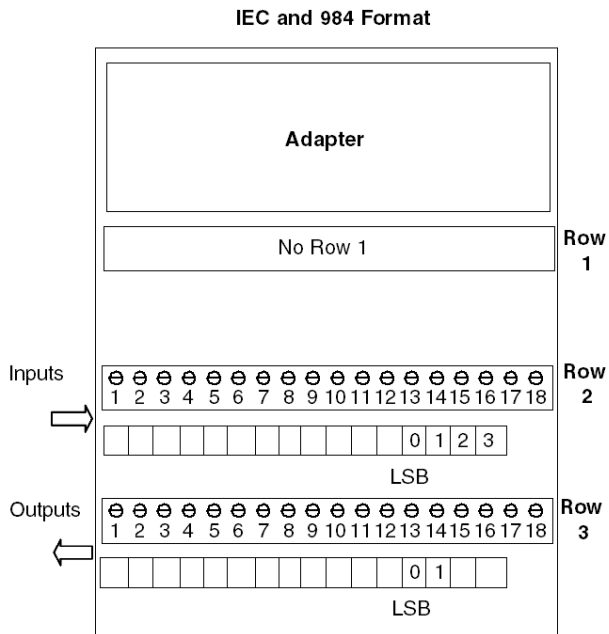 IEC and 984 Format
Adapter
No Row 1
Row
1
Inputs
1 2 3 4 5 6 7 8 9 10 11 12 13 14 15 16 17 18
Row
2
0 1 2 3
LSB
Outputs
1 2 3 4 5 6 7 8 9 10 11 12 13 14 15 16 17 18
Row
3
0 1
LSB